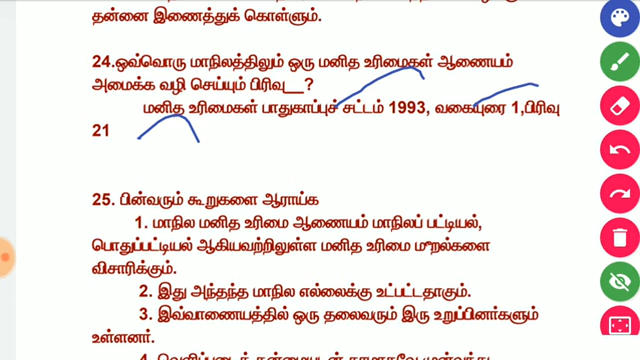 தன்னை இணைத்துக் கொள்ளும்.
24.ஒவ்வொரு மாநிலத்திலும் ஒரு மனித உரிமைகள் ஆணையம்
அமைக்க வழி செய்யும் பிரிவு__?
மனித உரிமைகள் பாதுகாப்புச் சட்டம் 1993, வகையுரை 1,பிரிவு
21
25. பின்வரும் கூறுகளை ஆராய்க
1. மாநில மனித உரிமை ஆணையம் மாநிலப் பட்டியல்,
பொதுப்பட்டியல் ஆகியவற்றிலுள்ள மனித உரிமை மூறல்களை
விசாரிக்கும்.
2. இது அந்தந்த மாநில எல்லைக்கு உட்பட்டதாகும்.
3. இவ்வாணையத்தில் ஒரு தலைவரும் இரு உறுப்பினர்களும்
உள்ளனர்.